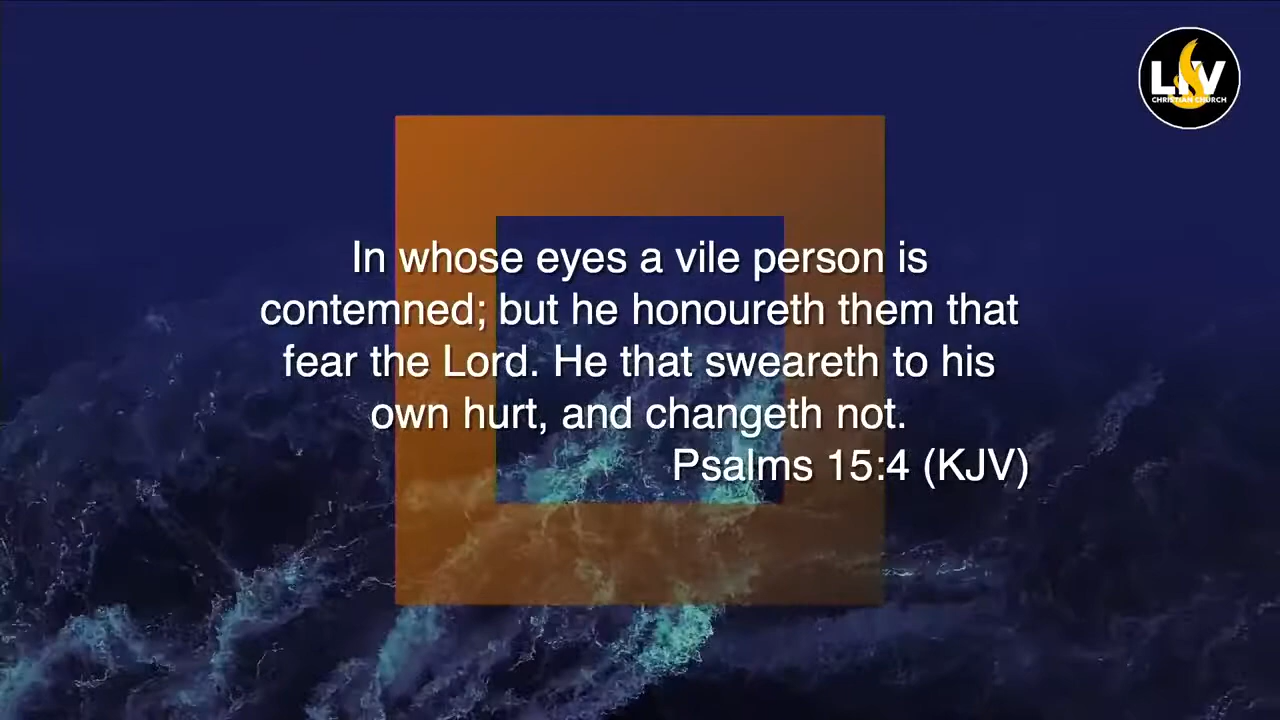 LIV
CHRISTIAN CHURCH
In whose eyes a vile person is
contemned; but he honoureth them that
fear the Lord. He that sweareth to his
own hurt, and changeth not.
Psalms 15:4 (KJV)